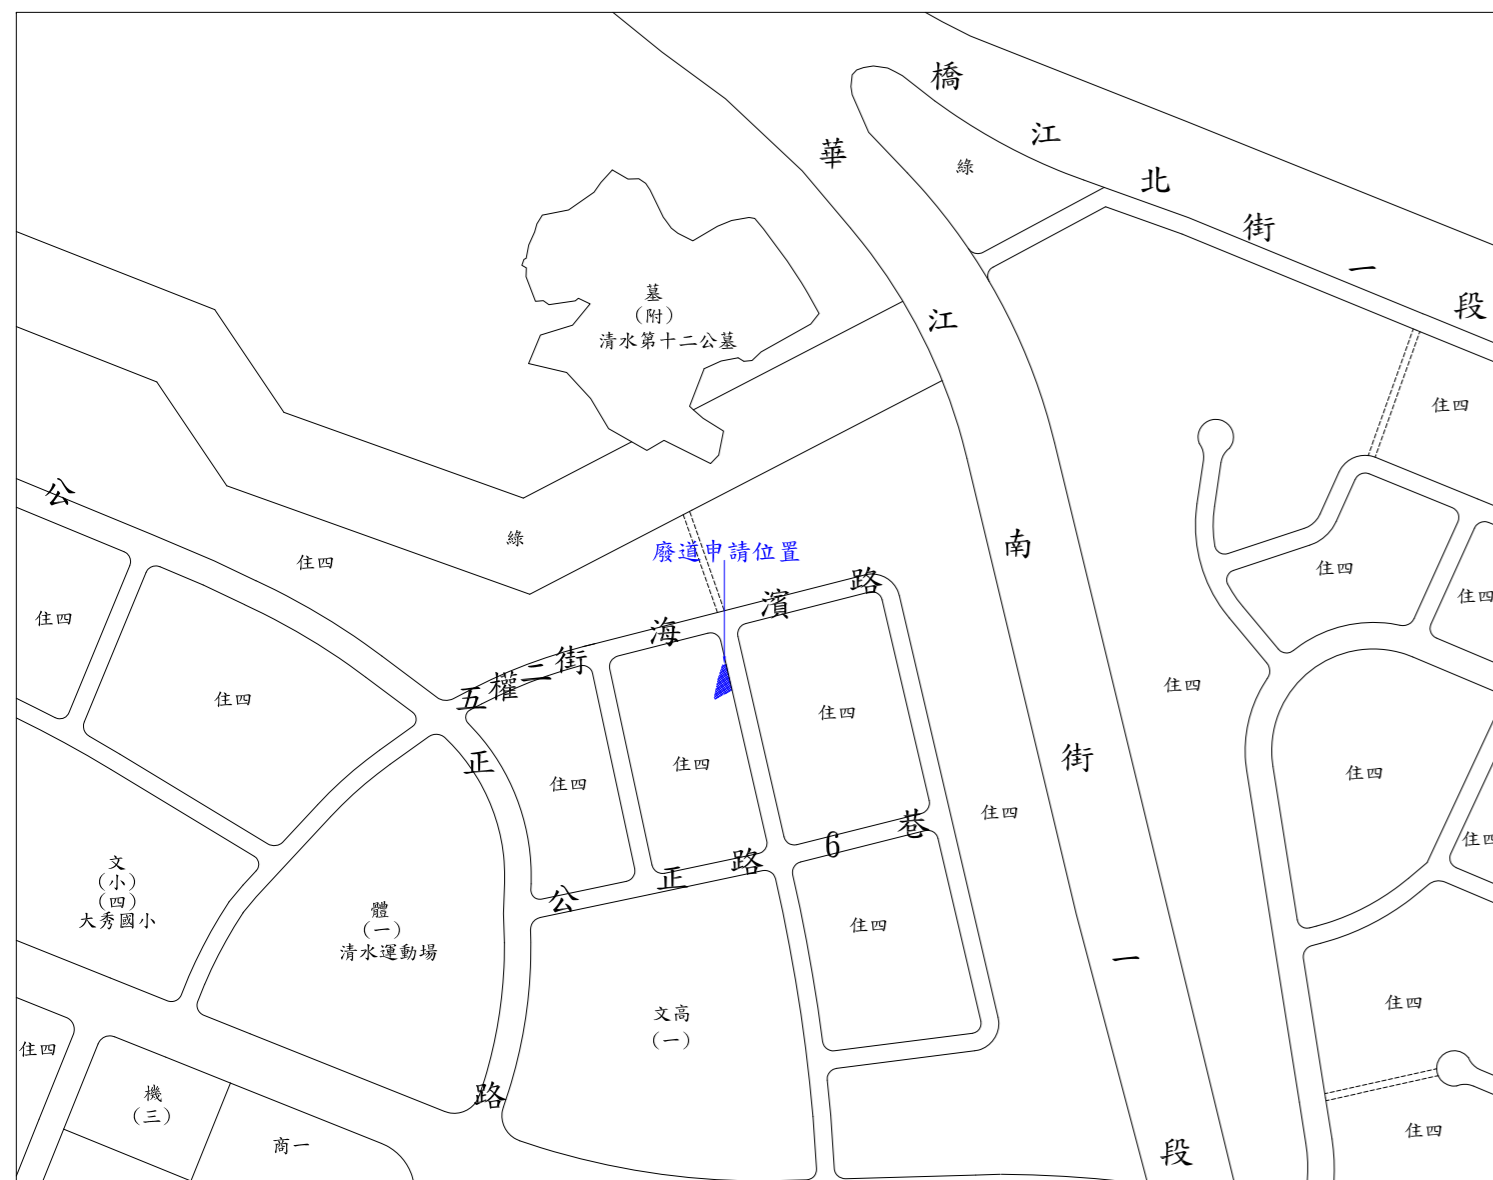 橋江北街一段
華江南街一段
綠
墓
(附)
清水第十二公墓
住四
公正路
住四
綠
廢道申請位置
住四
住四
住四
五權二街
海濱路
住四
住四
住四
住四
住四
住四
住四
住四
公正路6巷
住四
文
(小)
(四)
大秀國小
體
(一)
清水運動場
住四
文高
(一)
住四
住四
機
(三)
商一
住四